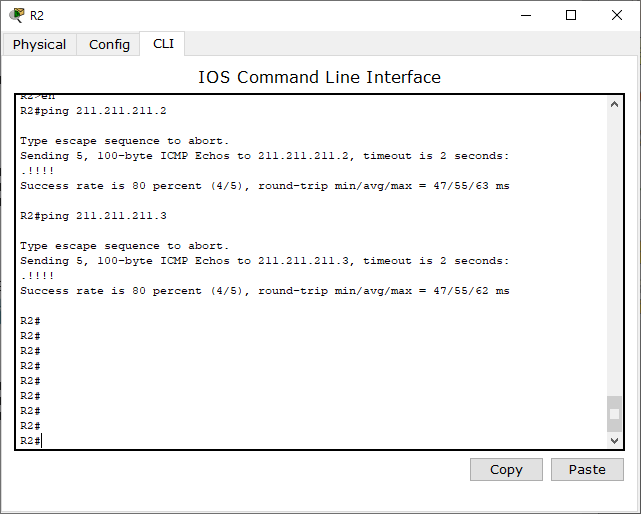 R2
Physical Config CLI
IOS Command Line Interface
R2>en
R2#ping 211.211.211.2
Type escape sequence to abort.
Sending 5, 100-byte ICMP Echos to 211.211.211.2, timeout is 2 seconds:
.!!!!
Success rate is 80 percent (4/5), round-trip min/avg/max = 47/55/63 ms
R2#ping 211.211.211.3
Type escape sequence to abort.
Sending 5, 100-byte ICMP Echos to 211.211.211.3, timeout is 2 seconds:
.!!!!
Success rate is 80 percent (4/5), round-trip min/avg/max = 47/55/62 ms
R2#
R2#
R2#
R2#
R2#
R2#
R2#
R2#
R2#
Copy Paste